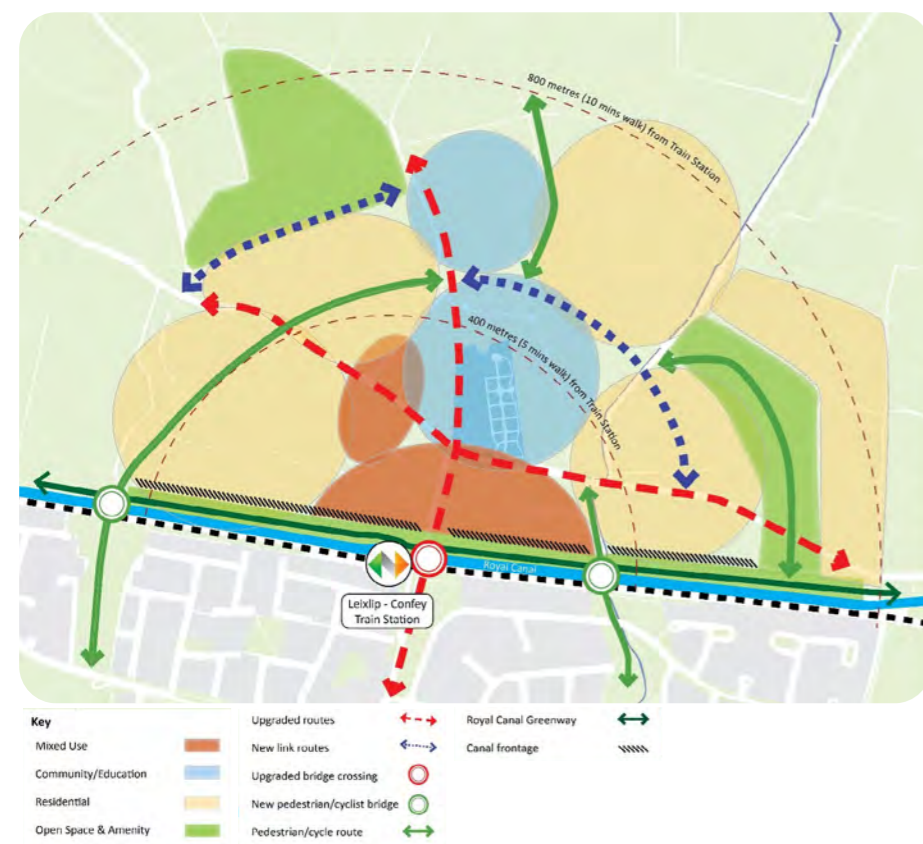 800 metres (10 mins walk) from Train Station
400 metres (5 mins walk) from Train Station
Royal Canal
Leixlip - Confey
Train Station
Key
Mixed Use
Community/Education
Residential
Open Space & Amenity
Upgraded routes
New link routes
Upgraded bridge crossing
New pedestrian/cyclist bridge
Pedestrian/cycle route
Royal Canal Greenway
Canal frontage